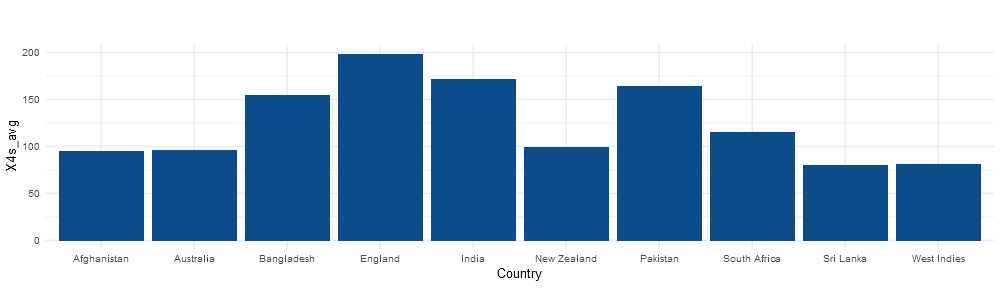 X4s_avg
200
150
100
50
0
Afghanistan Australia Bangladesh England India New Zealand Pakistan South Africa Sri Lanka West Indies
Country